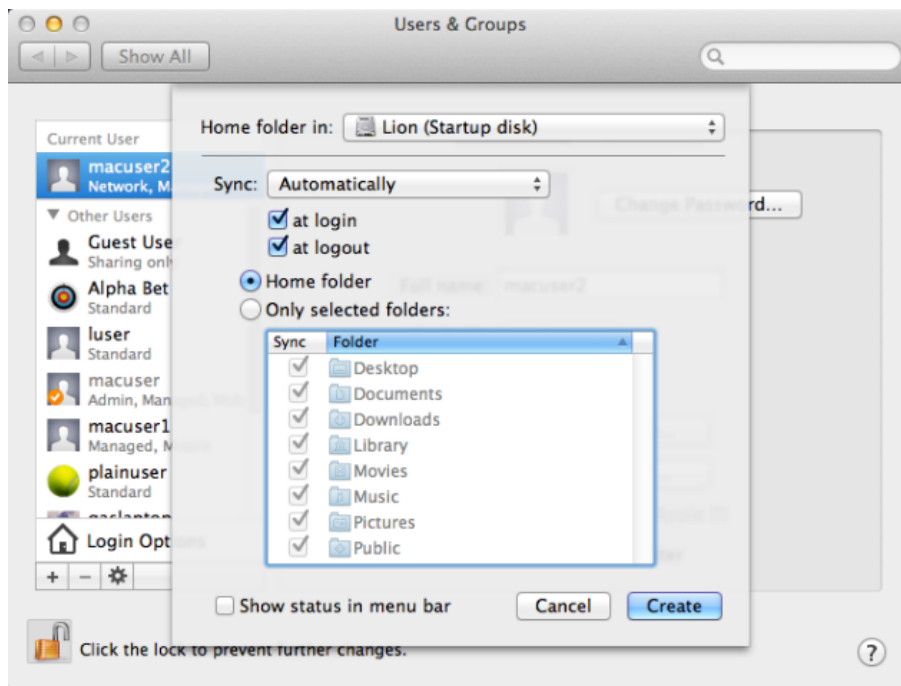 Users & Groups
Show All
Home folder in: Lion (Startup disk)
Current User
macuser2
Network, M
Sync: Automatically
Change Password...
at login
at logout
Other Users
Guest Use
Sharing only
Home folder
Full name: macuser2
Alpha Bet
Standard
Only selected folders:
luser
Standard
Sync Folder
Desktop
macuser
Admin, Managed, Mob
Documents
Downloads
macuser1
Managed, Mobile
Library
Movies
plainuser
Standard
Music
Pictures
Public
Login Options
+ -
Show status in menu bar
Cancel Create
Click the lock to prevent further changes.
?